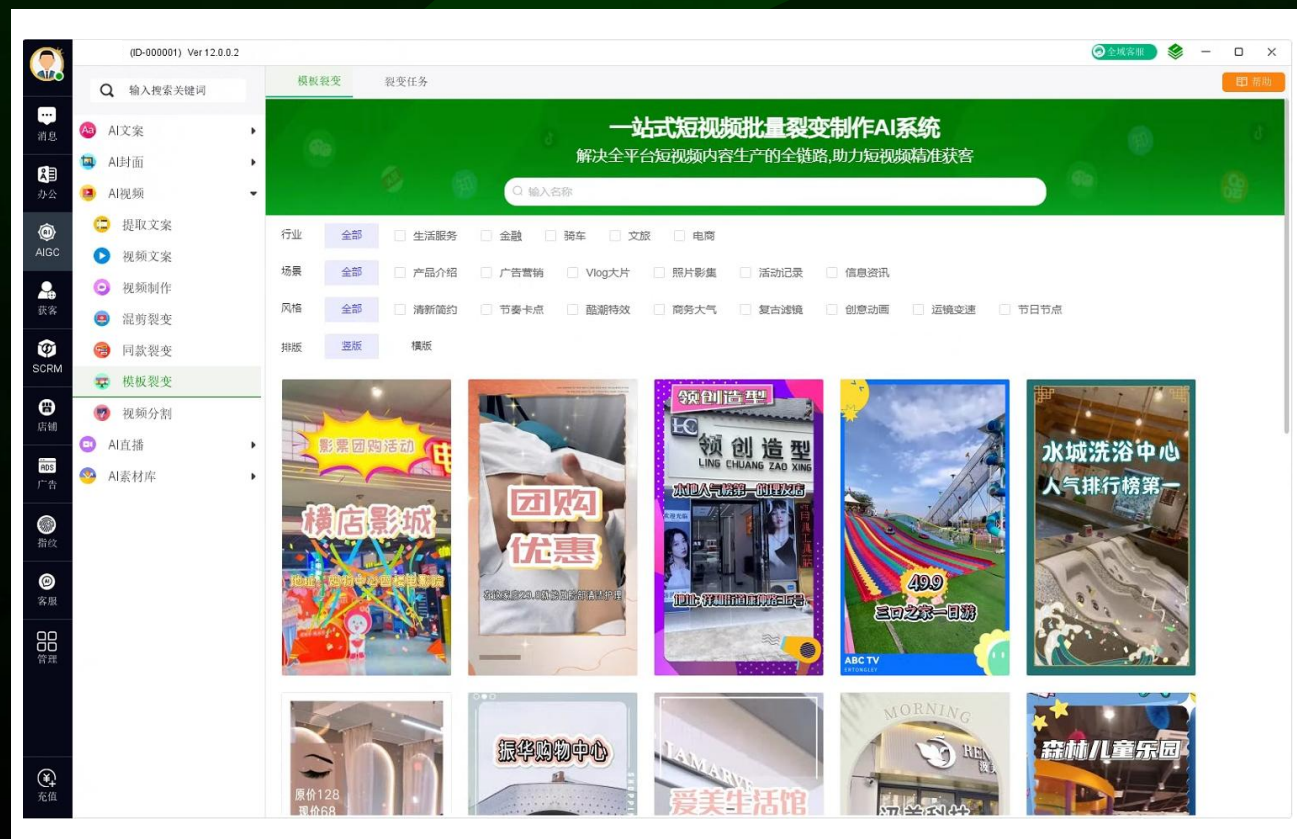 (ID-000001) Ver 12.0.0.2
全域客服
消息
办公
AIGC
获客
SCRM
店铺
ADS
广告
指纹
客服
管理
充值
输入搜索关键词
Aa AI文案
AI封面
AI视频
提取文案
视频文案
视频制作
混剪裂变
同款裂变
模板裂变
视频分割
AI直播
AI素材库
模板裂变 裂变任务
帮助
一站式短视频批量裂变制作AI系统
解决全平台短视频内容生产的全链路,助力短视频精准获客
输入名称
行业 全部 生活服务 金融 骑车 文旅 电商
场景 全部 产品介绍 广告营销 Vlog大片 照片影集 活动记录 信息资讯
风格 全部 清新简约 节奏卡点 酷潮特效 商务大气 复古滤镜 创意动画 运镜变速 节日节点
排版 竖版 横版
影票团购活动
横店影城
团购
优惠
领创造型
LC
领创造型
LING CHUANG ZAO XING
本地人气榜第一的理发店
49.9
三口之家一日游
ABC TV
水城洗浴中心
人气排行榜第一
原价128
现价68
振华购物中心
爱美生活馆
MORNING
森林儿童乐园